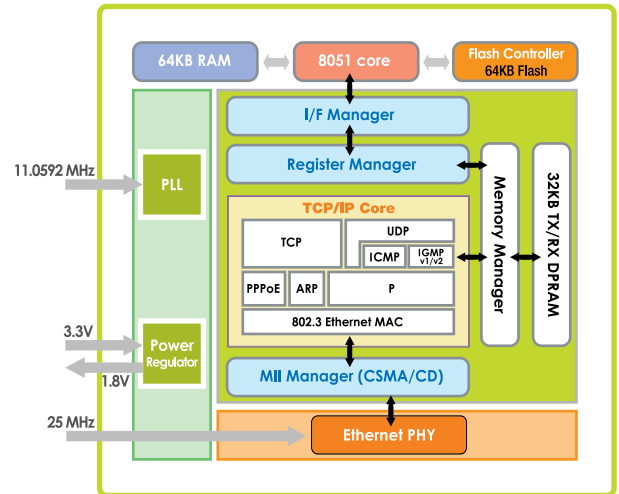 64KB RAM
8051 core
Flash Controller
64KB Flash
I/F Manager
11.0592 MHz
PLL
Register Manager
TCP/IP Core
TCP
UDP
ICMP
IGMP
v1/v2
PPPoE
ARP
P
802.3 Ethernet MAC
Memory Manager
32KB TX/RX DPRAM
3.3V
Power
Regulator
1.8V
MII Manager (CSMA/CD)
25 MHz
Ethernet PHY